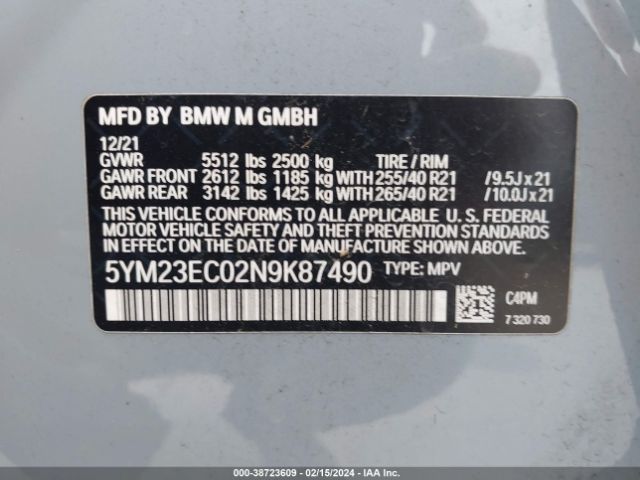 MFD BY BMW M GMBH
12/21
GVWR 5512 lbs 2500 kg TIRE / RIM
GAWR FRONT 2612 lbs 1185 kg WITH 255/40 R21 /9.5J x 21
GAWR REAR 3142 lbs 1425 kg WITH 265/40 R21 /10.0J x 21
THIS VEHICLE CONFORMS TO ALL APPLICABLE U. S. FEDERAL
MOTOR VEHICLE SAFETY AND THEFT PREVENTION STANDARDS
IN EFFECT ON THE DATE OF MANUFACTURE SHOWN ABOVE.
5YM23EC02N9K87490 TYPE: MPV
C4PM
7 320 730
000-38723609 - 02/15/2024 - IAA Inc.